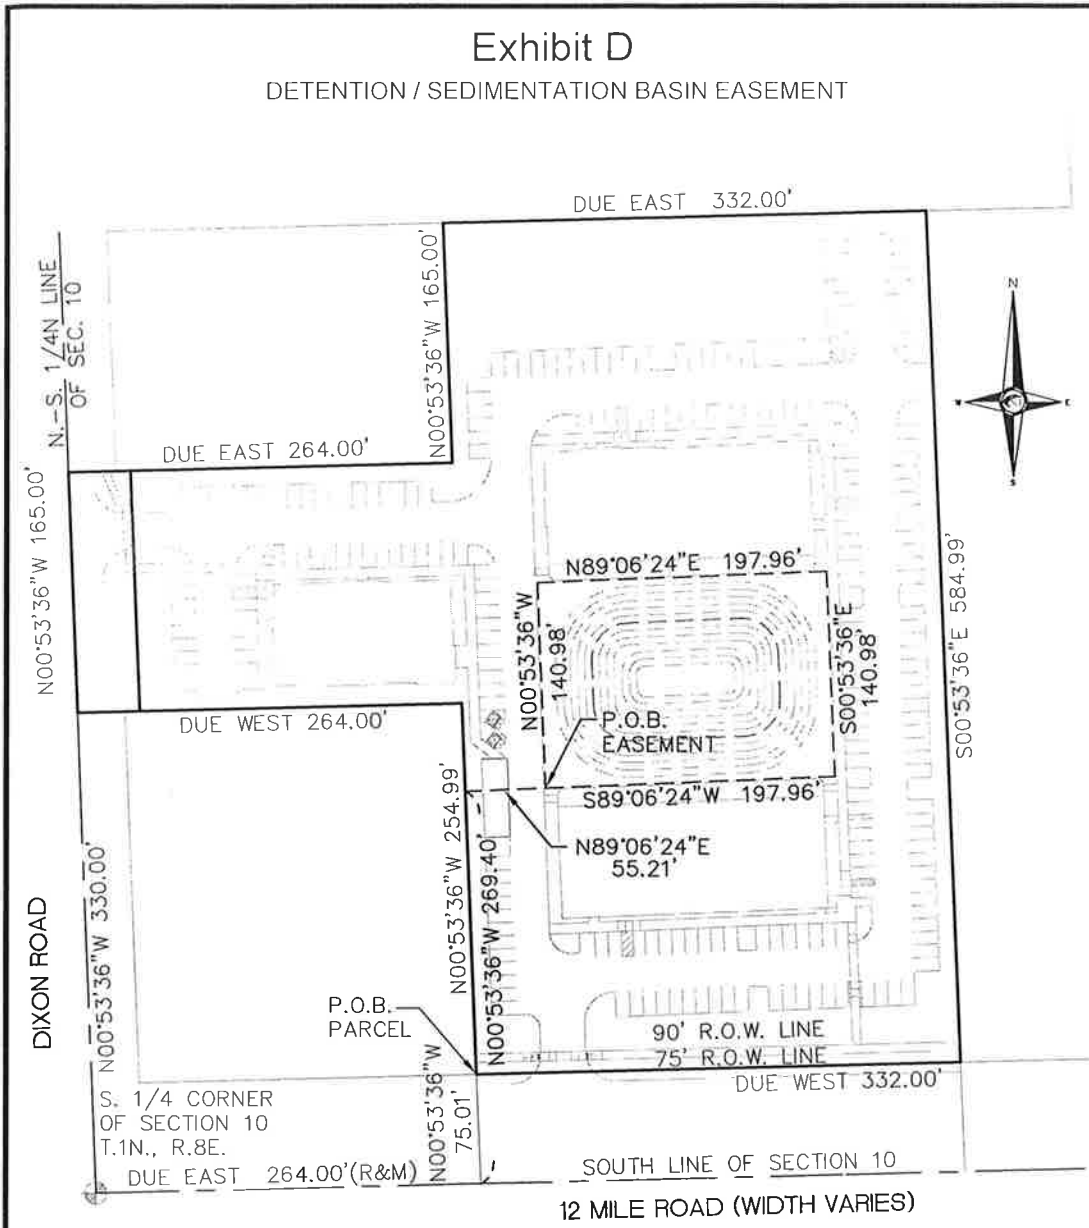 Exhibit D
DETENTION / SEDIMENTATION BASIN EASEMENT
DUE EAST 332.00'
N.-S. 1/4N LINE
OF SEC. 10
N00°53'36"W 165.00'
N
W
E
S
DUE EAST 264.00'
N00°53'36"W 165.00'
N89°06'24"E 197.96'
N00°53'36"W
140.98'
S00°53'36"E
140.98'
S00°53'36"E 584.99'
P.O.B.
EASEMENT
DUE WEST 264.00'
S89°06'24"W 197.96'
N89°06'24"E
55.21'
N00°53'36"W 254.99'
N00°53'36"W 269.40'
DIXON ROAD
N00°53'36"W 330.00'
P.O.B.
PARCEL
90' R.O.W. LINE
75' R.O.W. LINE
DUE WEST 332.00'
S. 1/4 CORNER
OF SECTION 10
T.1N., R.8E.
N00°53'36"W
75.01'
DUE EAST 264.00'(R&M)
SOUTH LINE OF SECTION 10
12 MILE ROAD (WIDTH VARIES)